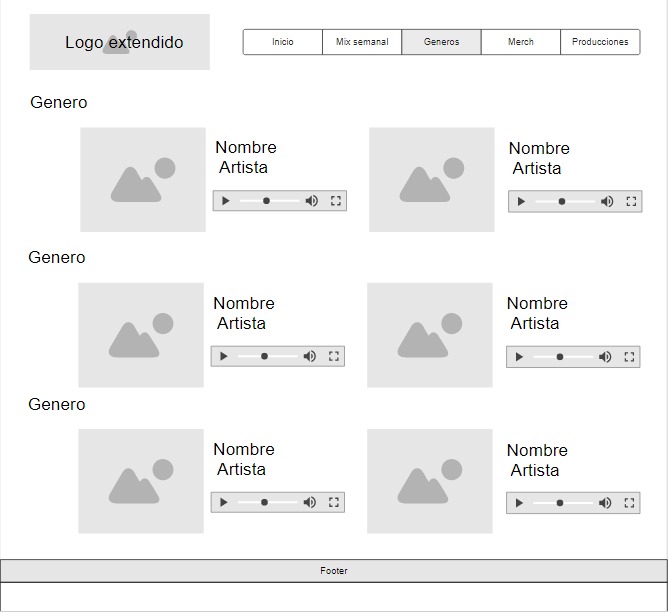 Logo extendido
Inicio
Mix semanal
Generos
Merch
Producciones
Genero
Nombre
Artista
Nombre
Artista
Genero
Nombre
Artista
Nombre
Artista
Genero
Nombre
Artista
Nombre
Artista
Footer